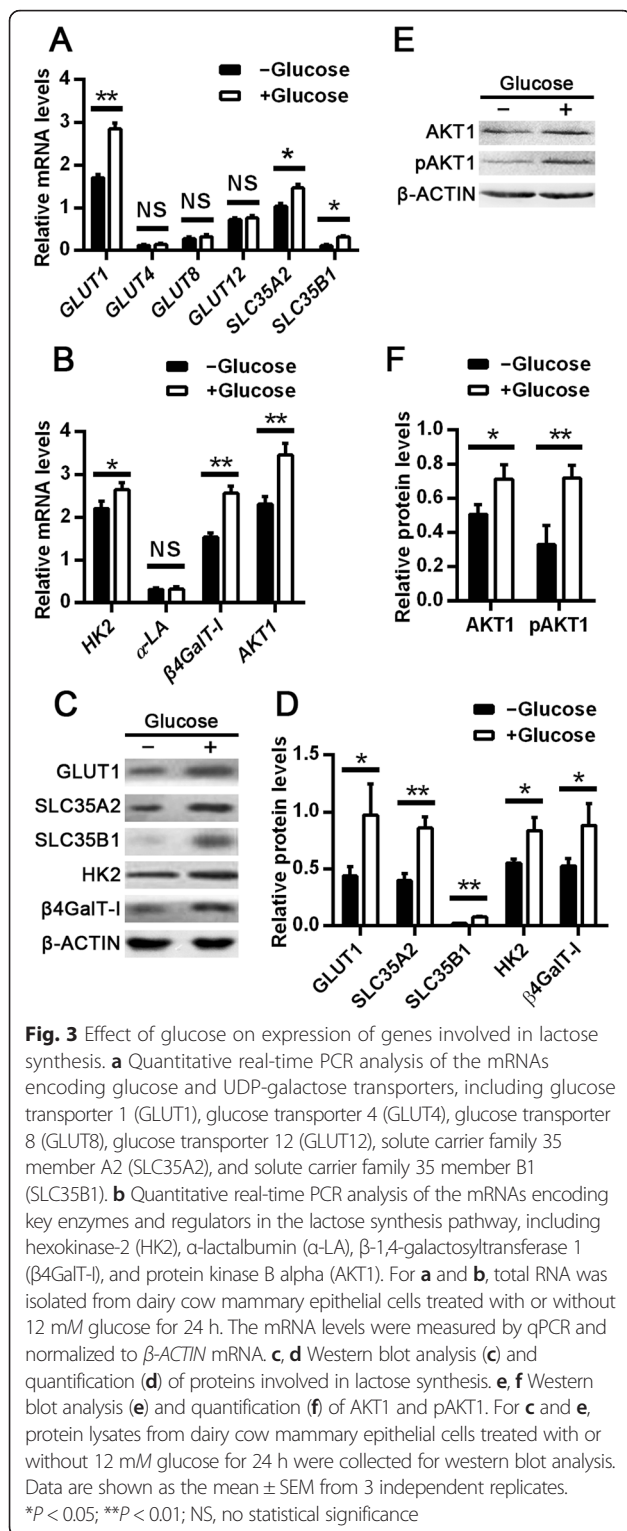 A
−Glucose
+Glucose
Relative mRNA levels
4
3
2
1
0
**
NS
NS
NS
*
*
GLUT1
GLUT4
GLUT8
GLUT12
SLC35A2
SLC35B1
E
Glucose
− +
AKT1
pAKT1
β-ACTIN
B
−Glucose
+Glucose
Relative mRNA levels
4
3
2
1
0
*
NS
**
**
HK2
α-LA
β4GalT-I
AKT1
F
−Glucose
+Glucose
Relative protein levels
1.0
0.8
0.6
0.4
0.2
0.0
*
**
AKT1
pAKT1
C
Glucose
− +
GLUT1
SLC35A2
SLC35B1
HK2
β4GalT-I
β-ACTIN
D
−Glucose
+Glucose
Relative protein levels
1.5
1.0
0.5
0.0
*
**
**
*
*
GLUT1
SLC35A2
SLC35B1
HK2
β4GalT-I
Fig. 3 Effect of glucose on expression of genes involved in lactose
synthesis. a Quantitative real-time PCR analysis of the mRNAs
encoding glucose and UDP-galactose transporters, including glucose
transporter 1 (GLUT1), glucose transporter 4 (GLUT4), glucose transporter
8 (GLUT8), glucose transporter 12 (GLUT12), solute carrier family 35
member A2 (SLC35A2), and solute carrier family 35 member B1
(SLC35B1). b Quantitative real-time PCR analysis of the mRNAs encoding
key enzymes and regulators in the lactose synthesis pathway, including
hexokinase-2 (HK2), α-lactalbumin (α-LA), β-1,4-galactosyltransferase 1
(β4GalT-I), and protein kinase B alpha (AKT1). For a and b, total RNA was
isolated from dairy cow mammary epithelial cells treated with or without
12 mM glucose for 24 h. The mRNA levels were measured by qPCR and
normalized to β-ACTIN mRNA. c, d Western blot analysis (c) and
quantification (d) of proteins involved in lactose synthesis. e, f Western
blot analysis (e) and quantification (f) of AKT1 and pAKT1. For c and e,
protein lysates from dairy cow mammary epithelial cells treated with or
without 12 mM glucose for 24 h were collected for western blot analysis.
Data are shown as the mean ± SEM from 3 independent replicates.
*P < 0.05; **P < 0.01; NS, no statistical significance